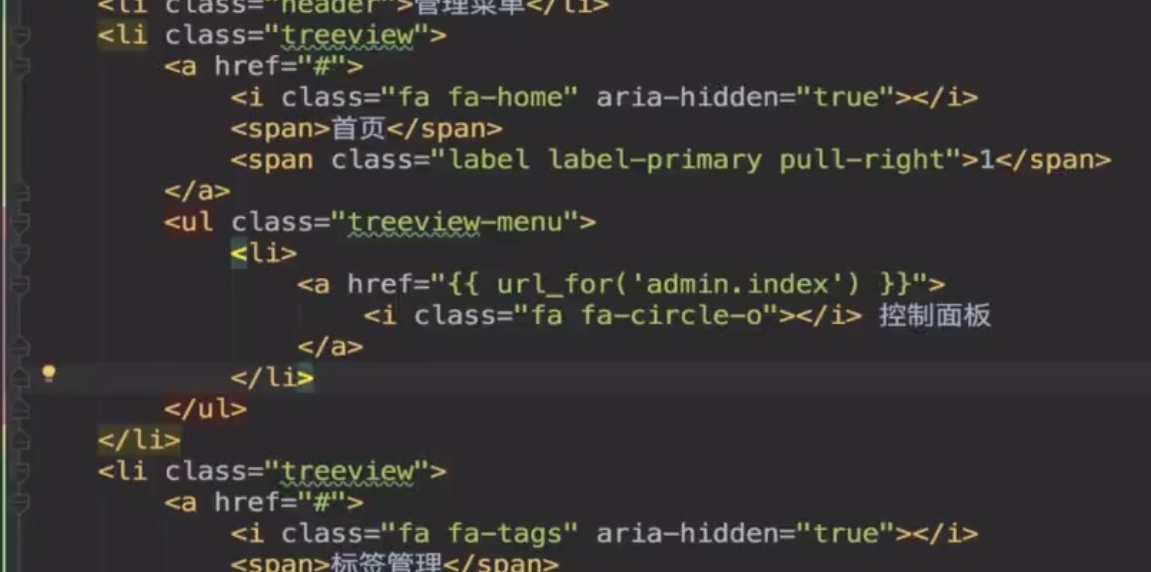 <li class="header">管理菜单</li>
<li class="treeview">
<a href="#">
<i class="fa fa-home" aria-hidden="true"></i>
<span>首页</span>
<span class="label label-primary pull-right">1</span>
</a>
<ul class="treeview-menu">
<li>
<a href="{{ url_for('admin.index') }}">
<i class="fa fa-circle-o"></i> 控制面板
</a>
</li>
</ul>
</li>
<li class="treeview">
<a href="#">
<i class="fa fa-tags" aria-hidden="true"></i>
<span>标签管理</span>